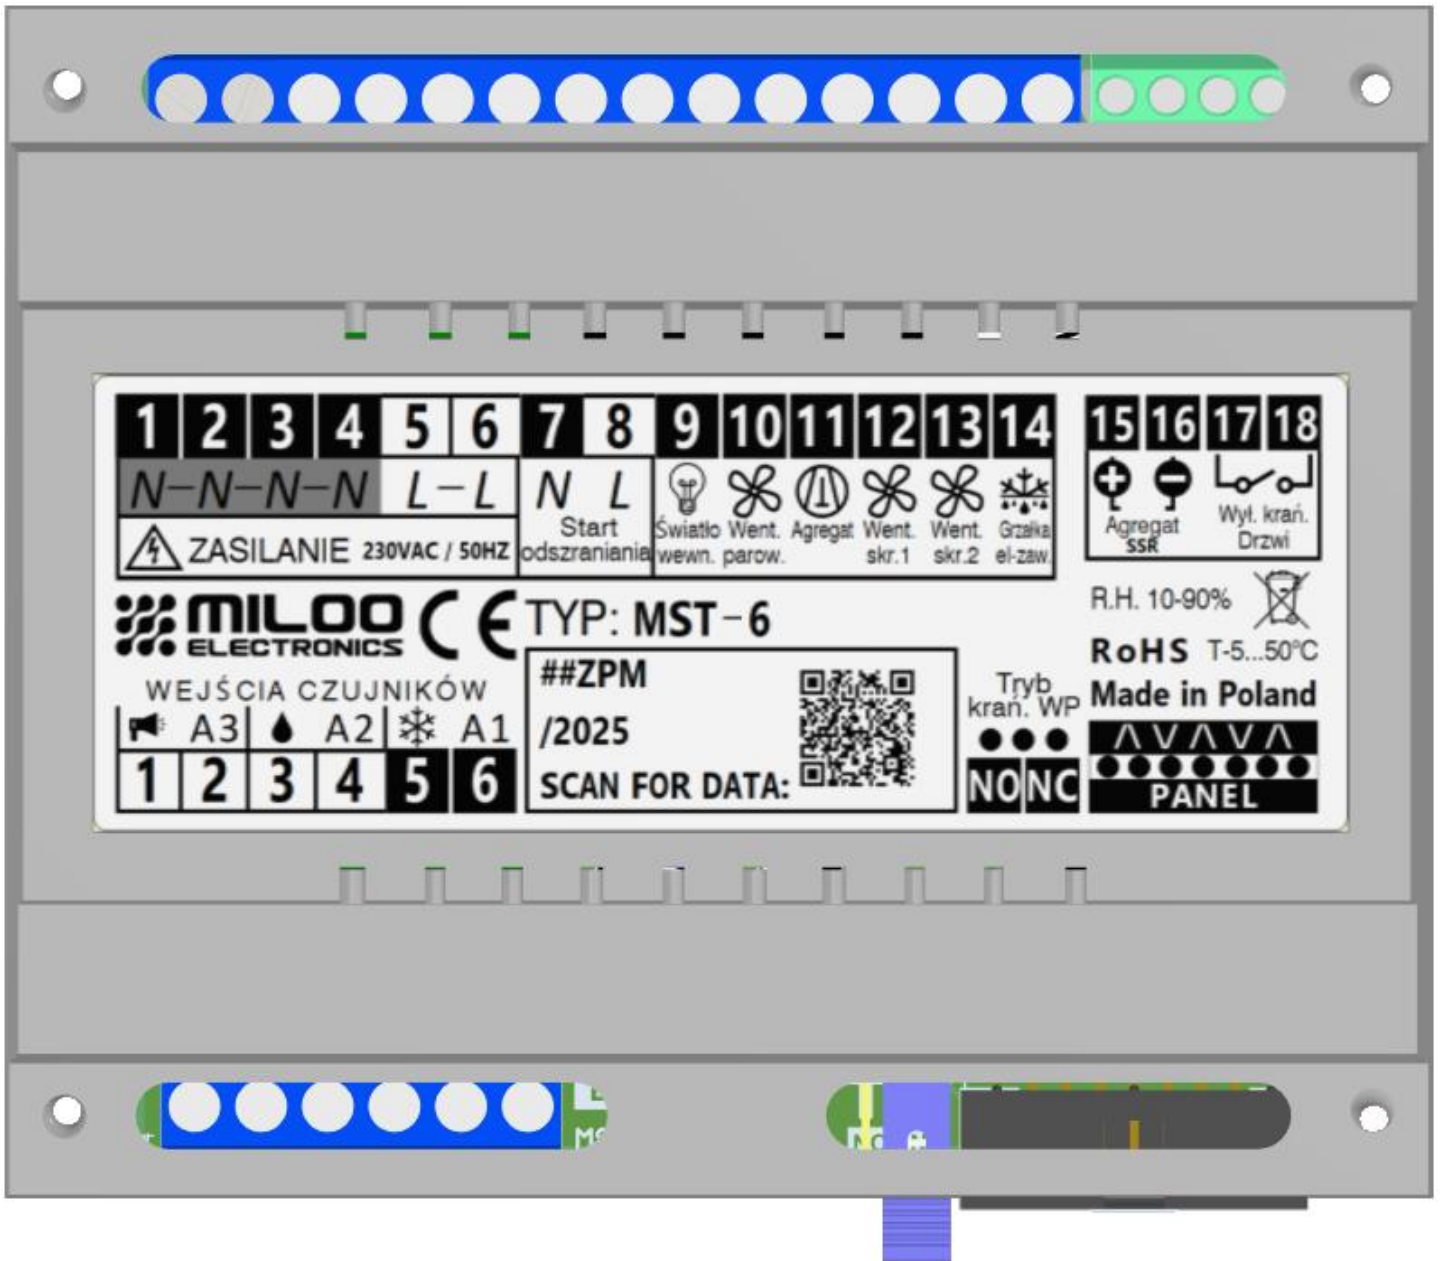 1 2 3 4 5 6 7 8 9 10 11 12 13 14
N-N-N-N L-L N L
Start
odszraniania
ZASILANIE 230VAC / 50HZ
Światło
wewn.
Went.
parow.
Agregat
Went.
skr.1
Went.
skr.2
Grzałka
el-zaw.
15 16 17 18
Agregat
SSR
Wył. krań.
Drzwi
MILOO
ELECTRONICS
CE
TYP: MST-6
R.H. 10-90%
RoHS T-5...50°C
Made in Poland
WEJŚCIA CZUJNIKÓW
A3 A2 A1
1 2 3 4 5 6
##ZPM
/2025
SCAN FOR DATA:
Tryb
krań. WP
NO NC
PANEL
NO